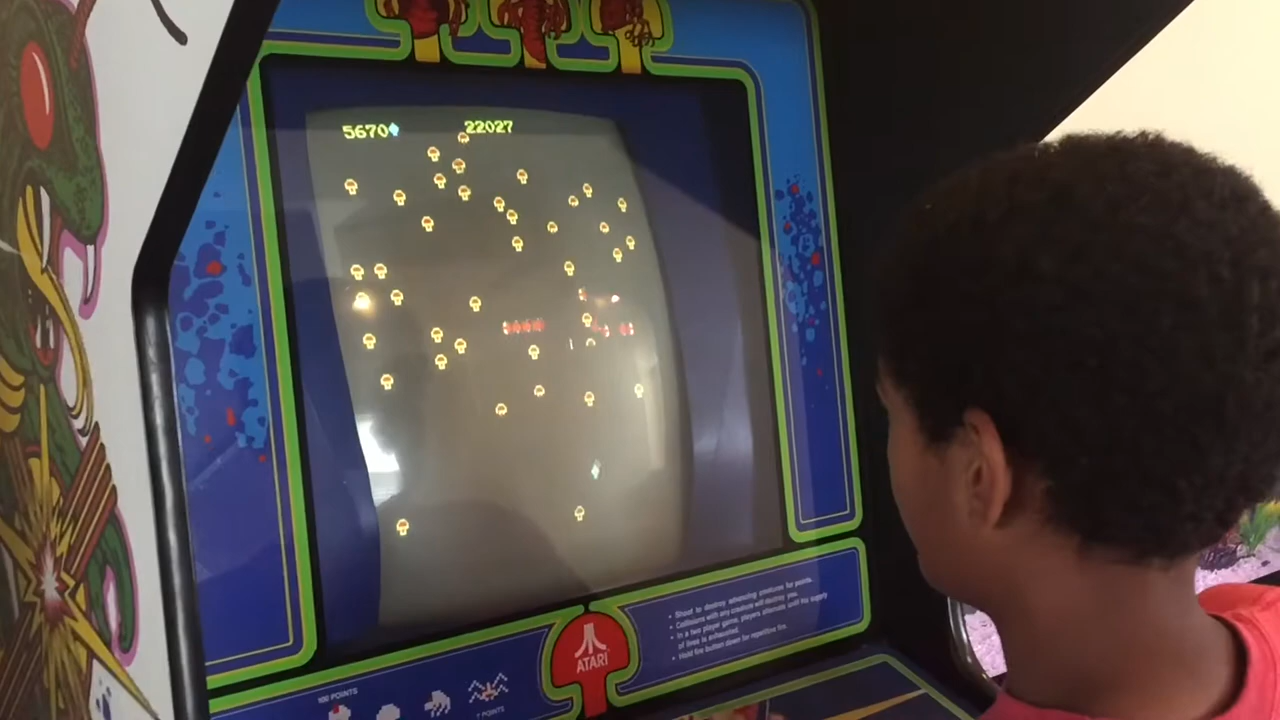 5670 22027
• Shoot to destroy advancing creatures for points.
• Collisions with any creature will destroy you.
• In a two player game, players alternate until his supply
of lives is exhausted.
• Hold fire button down for repetitive fire.
ATARI
100 POINTS
? POINTS